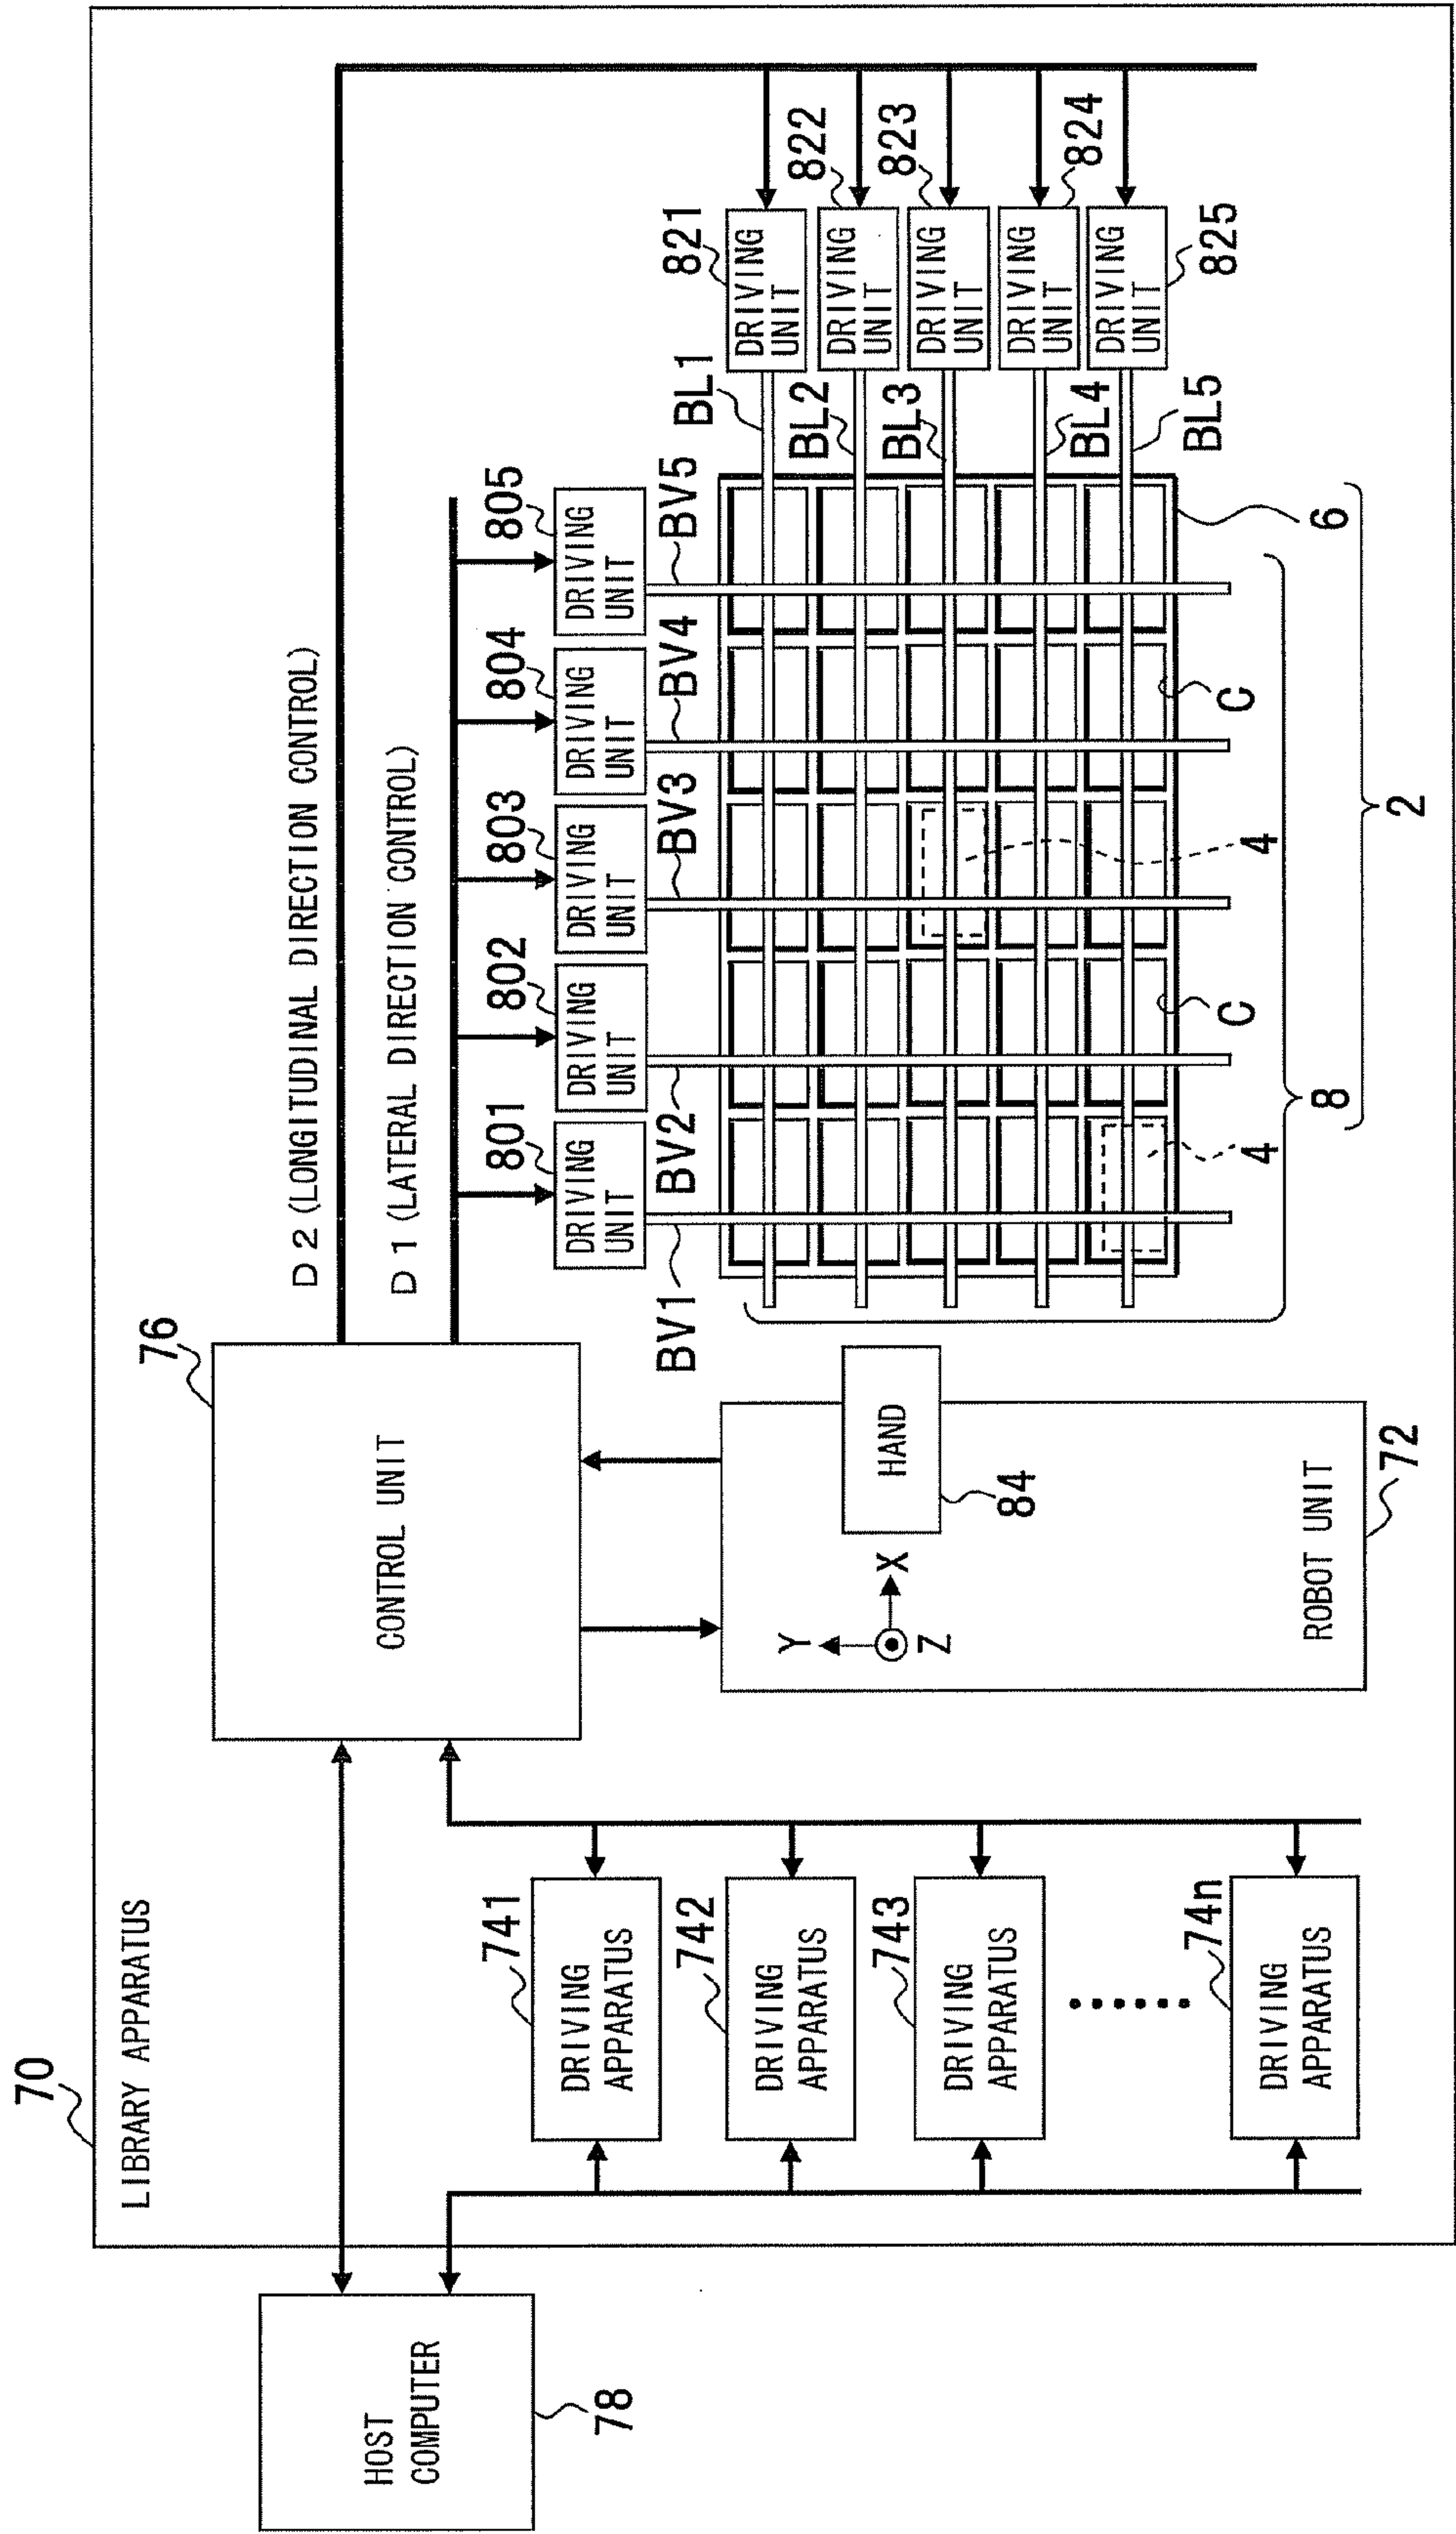 70
LIBRARY APPARATUS
HOST
COMPUTER
78
76
CONTROL UNIT
D2 (LONGITUDINAL DIRECTION CONTROL)
D1 (LATERAL DIRECTION CONTROL)
741
DRIVING
APPARATUS
742
DRIVING
APPARATUS
743
DRIVING
APPARATUS
74n
DRIVING
APPARATUS
Y
X
Z
HAND
84
ROBOT UNIT
72
801
DRIVING
UNIT
802
DRIVING
UNIT
803
DRIVING
UNIT
804
DRIVING
UNIT
805
DRIVING
UNIT
BV1
BV2
BV3
BV4
BV5
BL1
BL2
BL3
BL4
BL5
821
DRIVING
UNIT
822
DRIVING
UNIT
823
DRIVING
UNIT
824
DRIVING
UNIT
825
DRIVING
UNIT
4
C
4
C
6
8
2